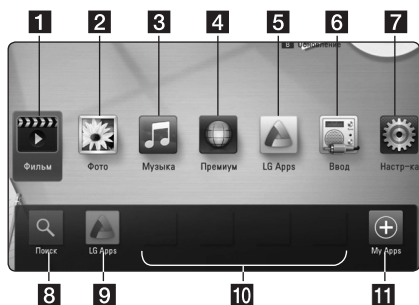 1 2 3 4 5 6 7
B Обновление
Фильм Фото Музыка Премиум LG Apps Ввод Настр-ка
Поиск LG Apps My Apps
8 9 10 11